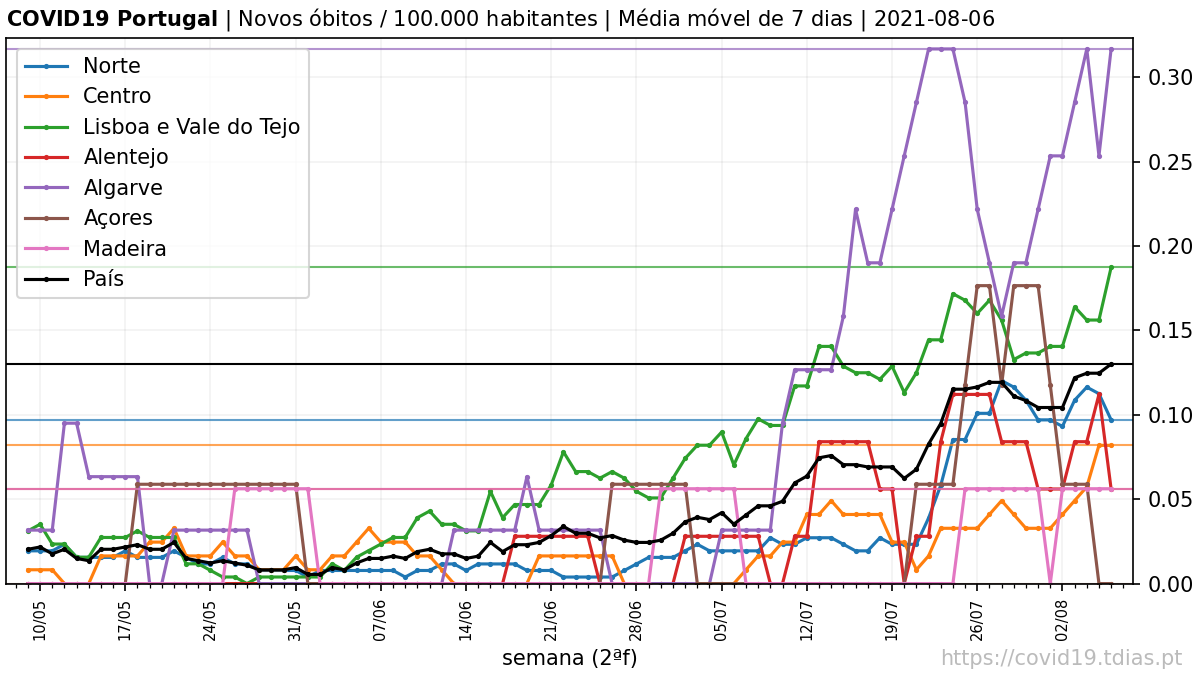 COVID19 Portugal | Novos óbitos / 100.000 habitantes | Média móvel de 7 dias | 2021-08-06
Norte
Centro
Lisboa e Vale do Tejo
Alentejo
Algarve
Açores
Madeira
País
0.30
0.25
0.20
0.15
0.10
0.05
0.00
10/05
17/05
24/05
31/05
07/06
14/06
21/06
28/06
05/07
12/07
19/07
26/07
02/08
semana (2ªf)
https://covid19.tdias.pt